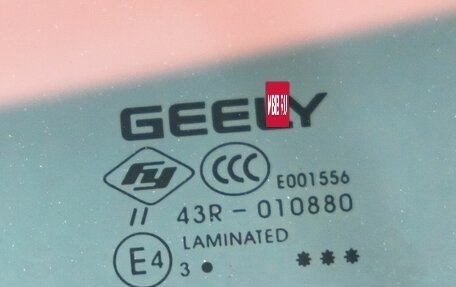 GEELY
fy CCC E001556
II 43R - 010880
E4 LAMINATED
3 ● ***